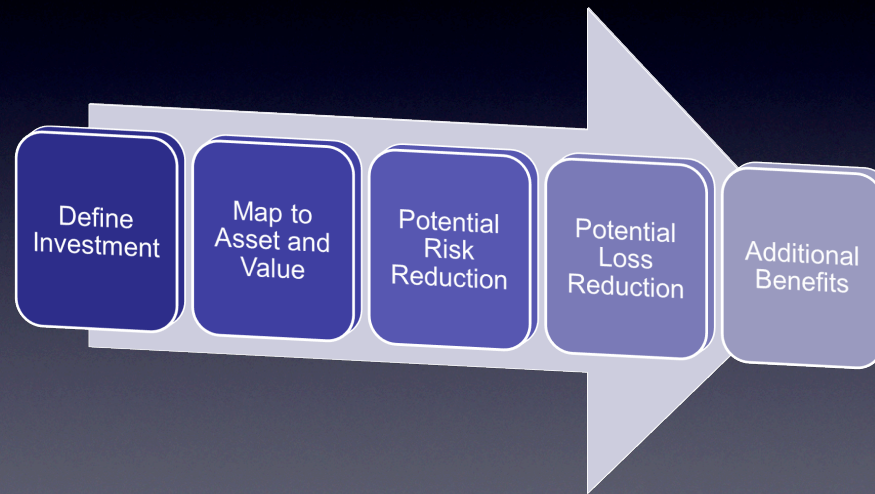 Define
Investment
Map to
Asset and
Value
Potential
Risk
Reduction
Potential
Loss
Reduction
Additional
Benefits